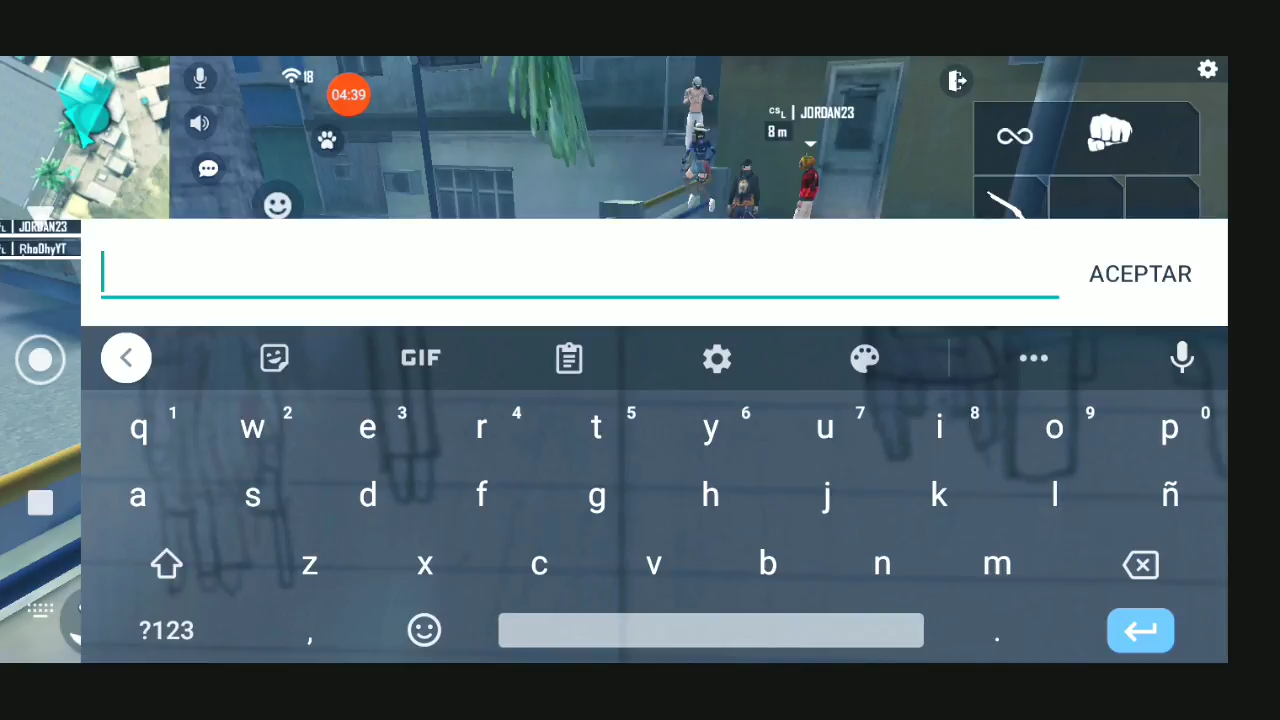 18
04:39
CS_L | JORDAN23
8 m
L | JORDAN23
L | RhoDhyYT
ACEPTAR
GIF
q 1 w 2 e 3 r 4 t 5 y 6 u 7 i 8 o 9 p 0
a s d f g h j k l ñ
z x c v b n m
?123 , .